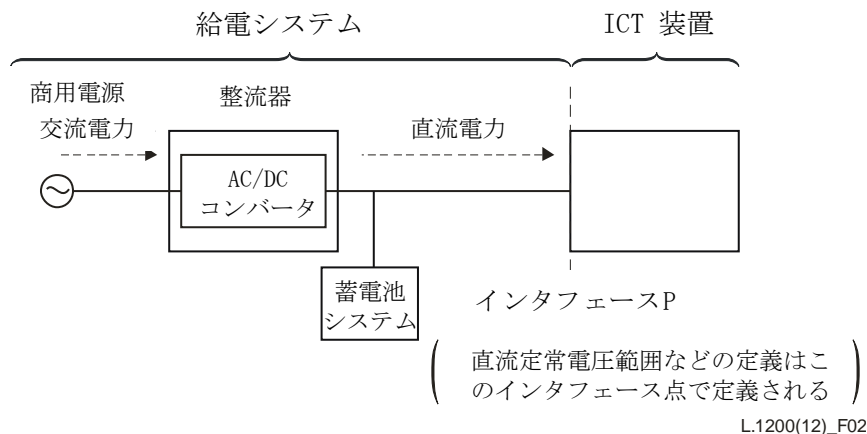 給電システム
ICT 装置
商用電源
交流電力
整流器
直流電力
AC/DC
コンバータ
蓄電池
システム
インタフェースP
直流定常電圧範囲などの定義はこ
のインタフェース点で定義される
L.1200(12)_F02